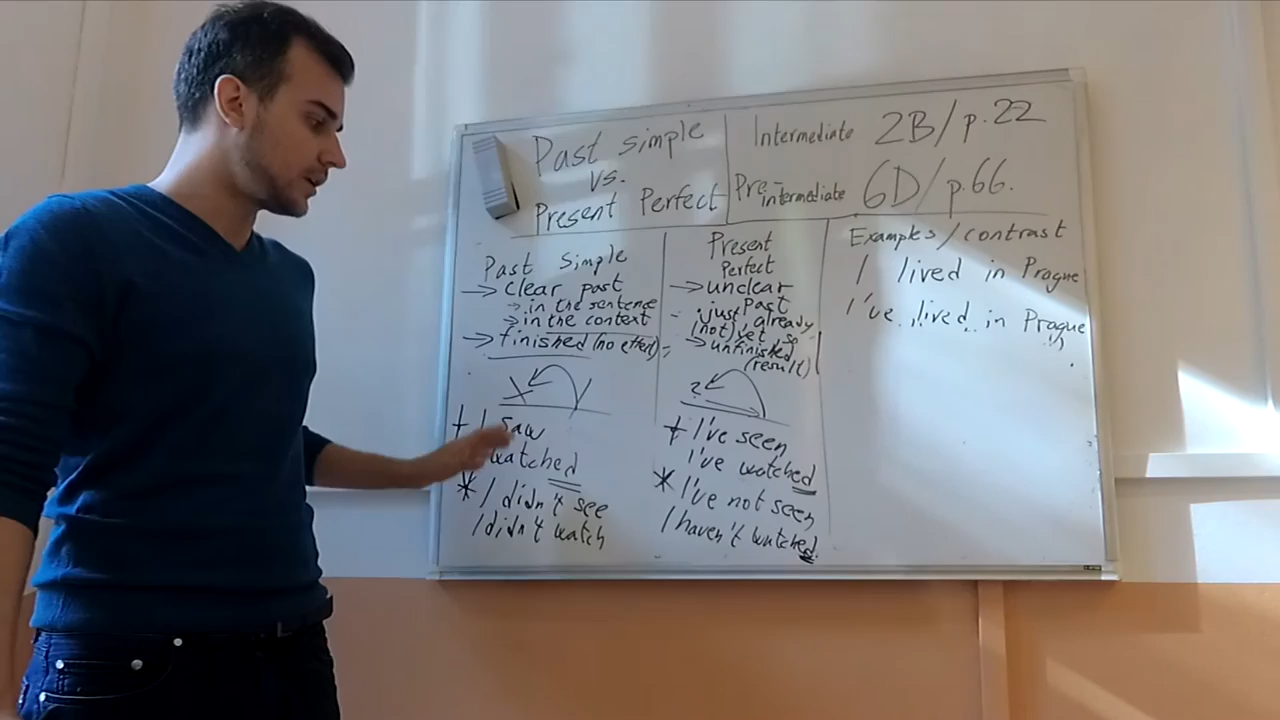 Past simple
vs.
Present Perfect
Intermediate 2B/p.22
Pre-intermediate 6D/p.66.
Past Simple
→ clear past
→ in the sentence
→ in the context
→ finished (no effect)
X
+ I saw
watched
* I didn't see
I didn't watch
Present
Perfect
→ unclear
Past
just, already
(not) yet, so
→ unfinished
(result)
?
+ I've seen
I've watched
* I've not seen
I haven't watched.
Examples/contrast
I lived in Prague
I've lived in Prague